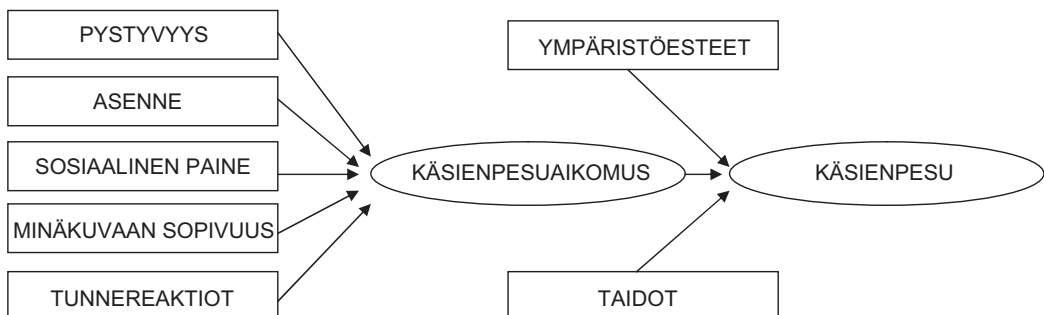 PYSTYVYYS
ASENNE
SOSIAALINEN PAINE
MINÄKUVAAN SOPIVUUS
TUNNEREAKTIOT
KÄSIENPESUAIKOMUS
YMPÄRISTÖESTEET
TAIDOT
KÄSIENPESU